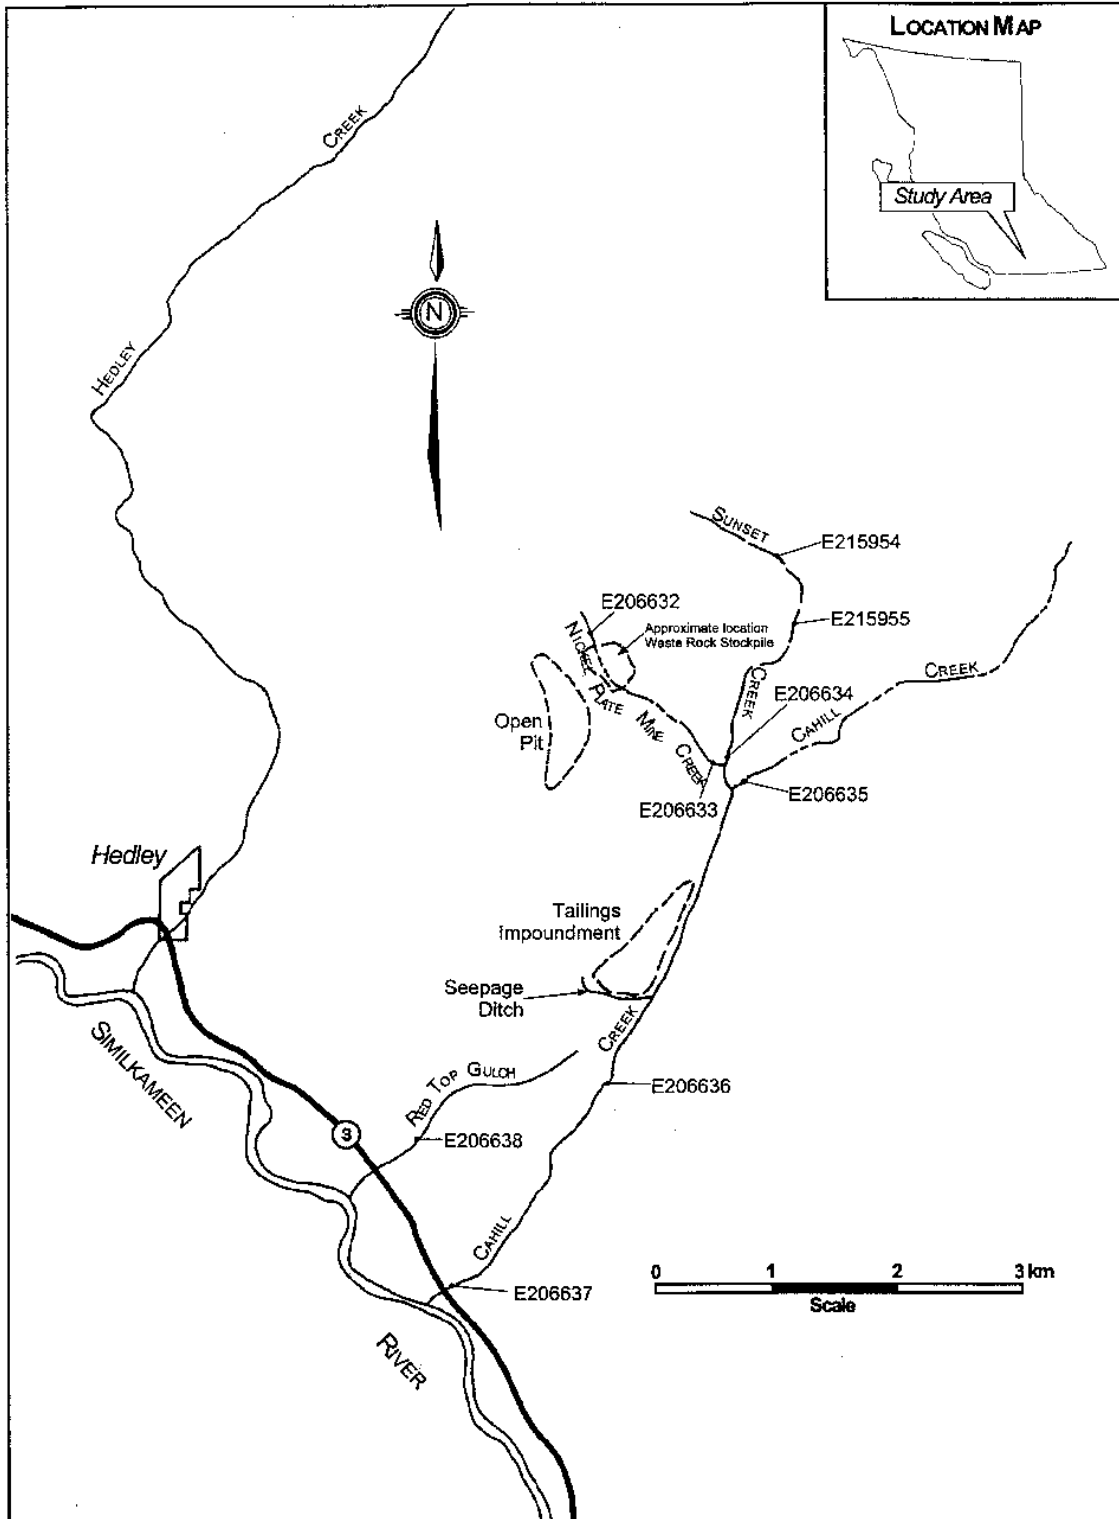 LOCATION MAP
Study Area
CREEK
HEDLEY
N
SUNSET
E215954
E206632
Approximate location
Waste Rock Stockpile
E215955
NICKEL PLATE MINE CREEK
CREEK
E206634
CREEK
CAHILL
Open
Pit
E206633
E206635
Hedley
Tailings
Impoundment
Seepage
Ditch
CREEK
SIMILKAMEEN
RED TOP GULCH
E206636
3
E206638
CAHILL
E206637
0 1 2 3 km
Scale
RIVER